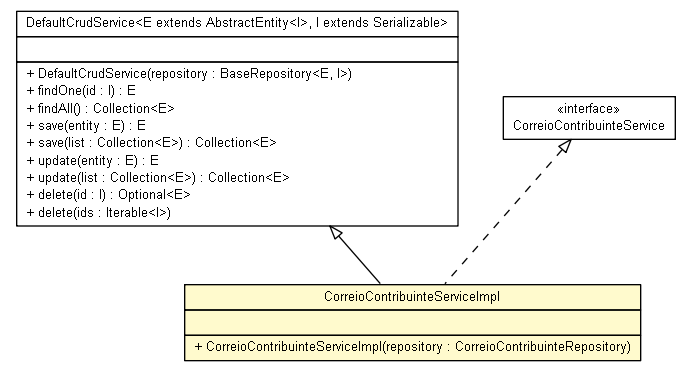 DefaultCrudService<E extends AbstractEntity<I>, I extends Serializable>
+ DefaultCrudService(repository : BaseRepository<E, I>)
+ findOne(id : I) : E
+ findAll() : Collection<E>
+ save(entity : E) : E
+ save(list : Collection<E>) : Collection<E>
+ update(entity : E) : E
+ update(list : Collection<E>) : Collection<E>
+ delete(id : I) : Optional<E>
+ delete(ids : Iterable<I>)
«interface»
CorreioContribuinteService
CorreioContribuinteServiceImpl
+ CorreioContribuinteServiceImpl(repository : CorreioContribuinteRepository)